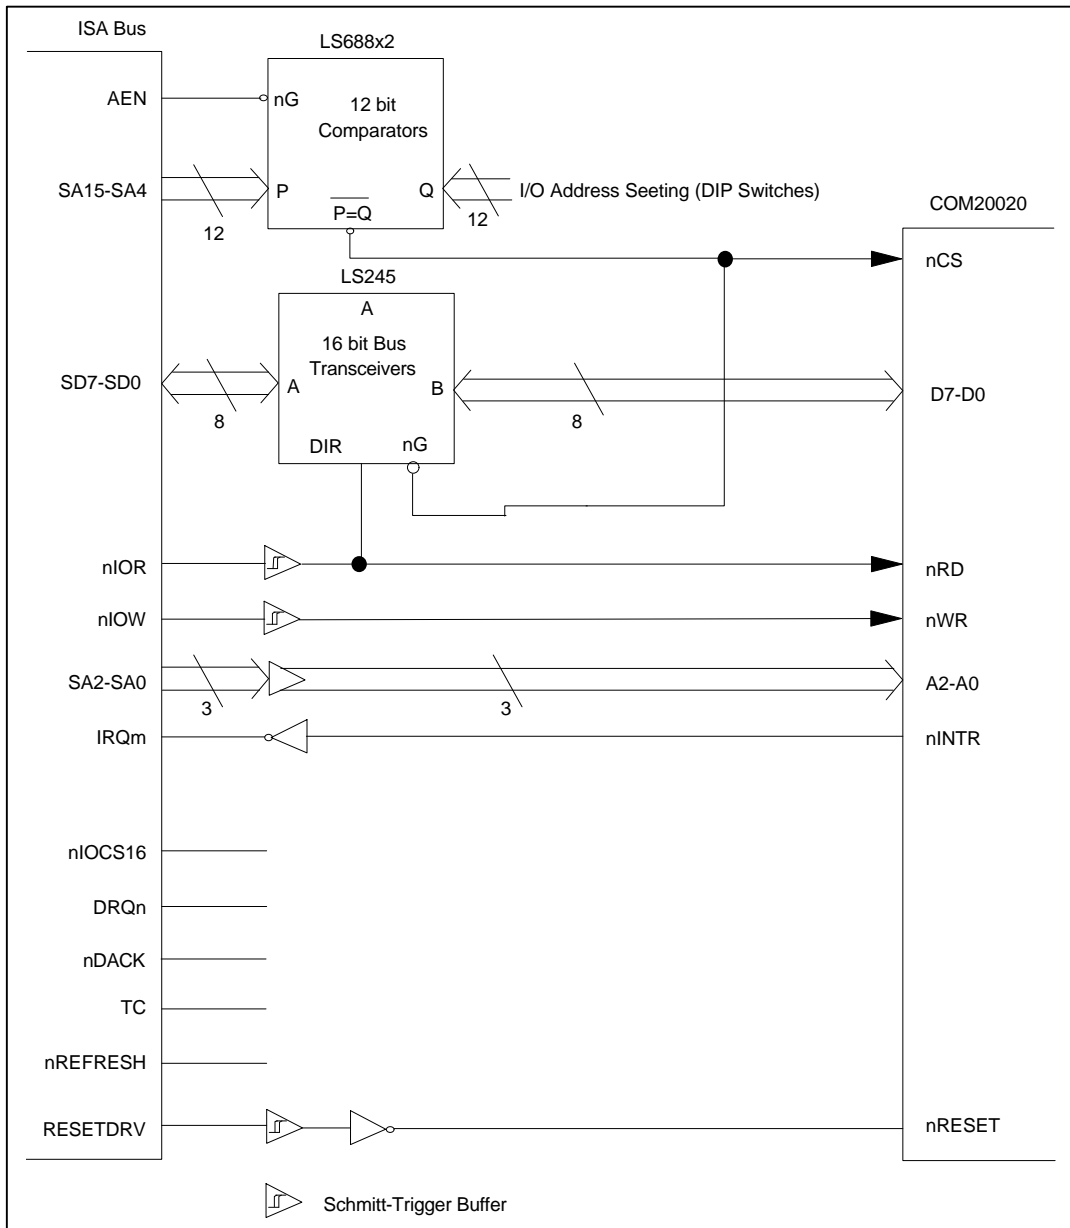 ISA Bus
LS688x2
AEN
nG
12 bit
Comparators
SA15-SA4
P
Q
I/O Address Seeting (DIP Switches)
12
P=Q
12
COM20020
nCS
LS245
A
16 bit Bus
Transceivers
SD7-SD0
A
B
D7-D0
8
8
DIR
nG
nIOR
nRD
nIOW
nWR
SA2-SA0
A2-A0
3
3
IRQm
nINTR
nIOCS16
DRQn
nDACK
TC
nREFRESH
RESETDRV
nRESET
Schmitt-Trigger Buffer